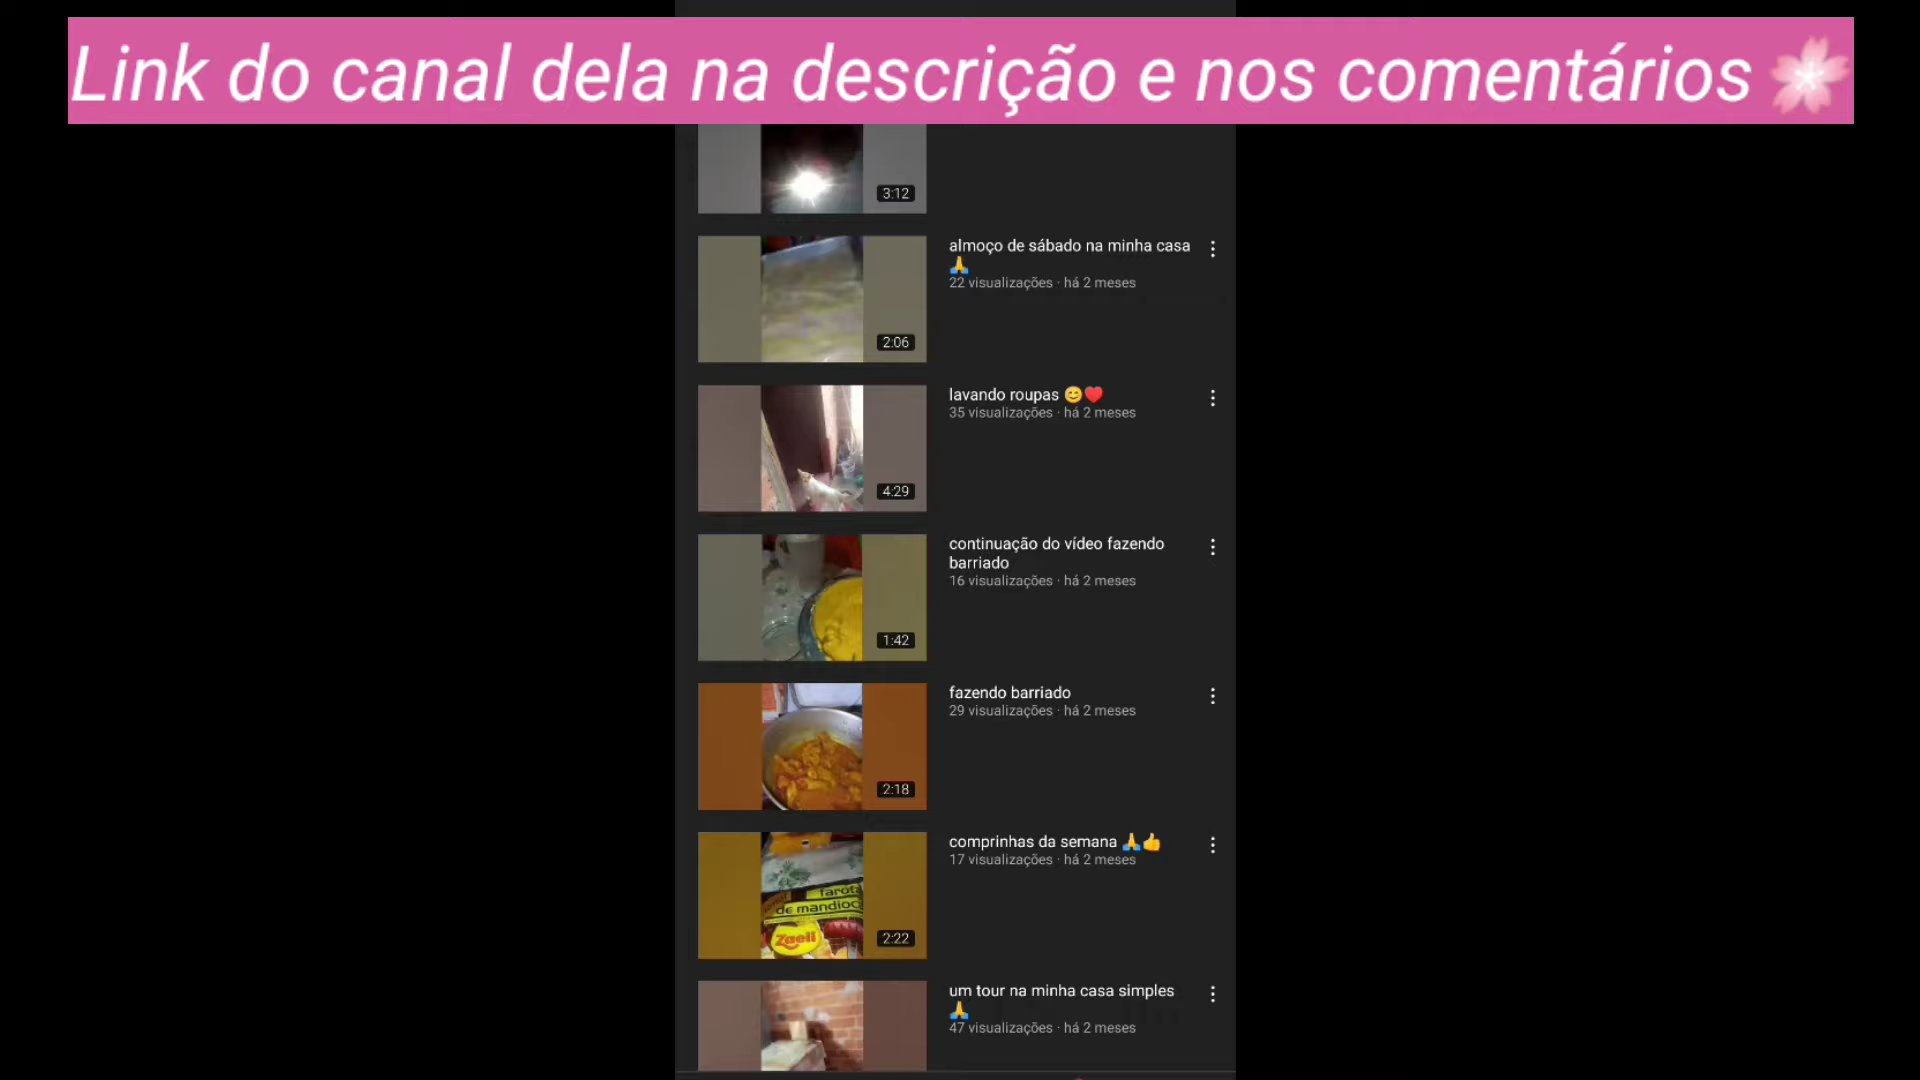 Link do canal dela na descrição e nos comentários 🌸
3:12
almoço de sábado na minha casa
🙏
22 visualizações · há 2 meses
2:06
lavando roupas 😊♥️
35 visualizações · há 2 meses
4:29
continuação do vídeo fazendo
barriado
16 visualizações · há 2 meses
1:42
fazendo barriado
29 visualizações · há 2 meses
2:18
comprinhas da semana 🙏👍
17 visualizações · há 2 meses
de mandioc
Zaeli
2:22
um tour na minha casa simples
🙏
47 visualizações · há 2 meses